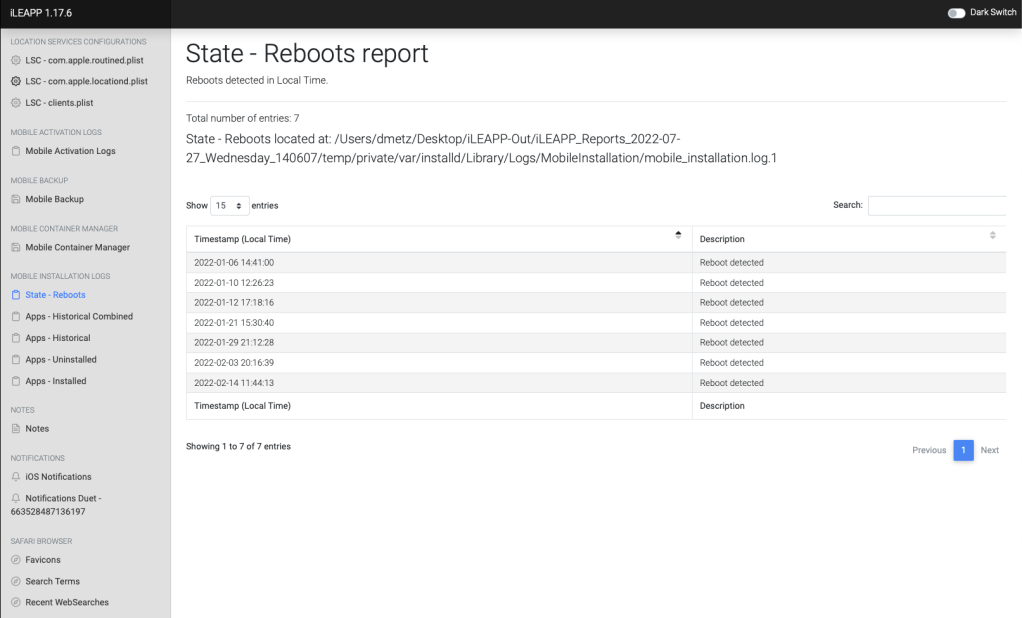 iLEAPP 1.17.6
Dark Switch
LOCATION SERVICES CONFIGURATIONS
LSC - com.apple.routined.plist
LSC - com.apple.locationd.plist
LSC - clients.plist
MOBILE ACTIVATION LOGS
Mobile Activation Logs
MOBILE BACKUP
Mobile Backup
MOBILE CONTAINER MANAGER
Mobile Container Manager
MOBILE INSTALLATION LOGS
State - Reboots
Apps - Historical Combined
Apps - Historical
Apps - Uninstalled
Apps - Installed
NOTES
Notes
NOTIFICATIONS
iOS Notifications
Notifications Duet -
663528487136197
SAFARI BROWSER
Favicons
Search Terms
Recent WebSearches
State - Reboots report
Reboots detected in Local Time.
Total number of entries: 7
State - Reboots located at: /Users/dmetz/Desktop/iLEAPP-Out/iLEAPP_Reports_2022-07-
27_Wednesday_140607/temp/private/var/installd/Library/Logs/MobileInstallation/mobile_installation.log.1
Show 15 entries
Search:
Timestamp (Local Time) Description
2022-01-06 14:41:00 Reboot detected
2022-01-10 12:26:23 Reboot detected
2022-01-12 17:18:16 Reboot detected
2022-01-21 15:30:40 Reboot detected
2022-01-29 21:12:28 Reboot detected
2022-02-03 20:16:39 Reboot detected
2022-02-14 11:44:13 Reboot detected
Timestamp (Local Time) Description
Showing 1 to 7 of 7 entries
Previous 1 Next